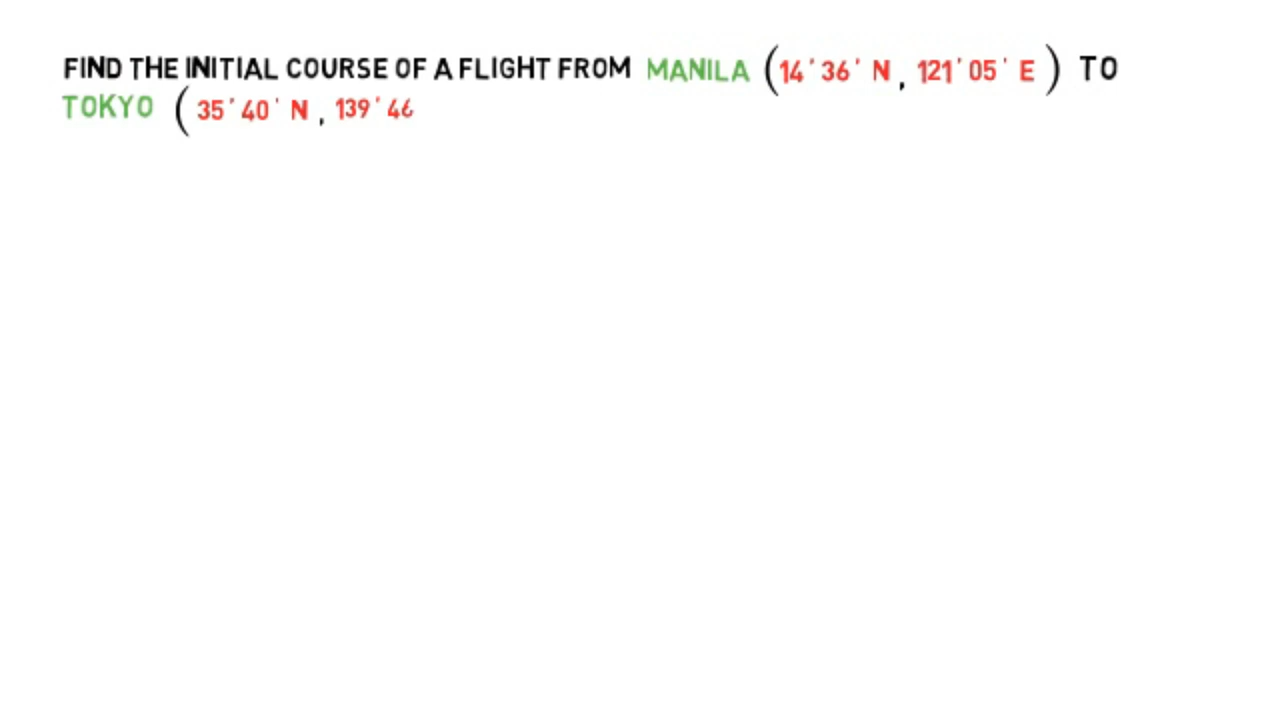 FIND THE INITIAL COURSE OF A FLIGHT FROM MANILA (14'36' N, 121'05' E) TO
TOKYO (35'40' N, 139'46